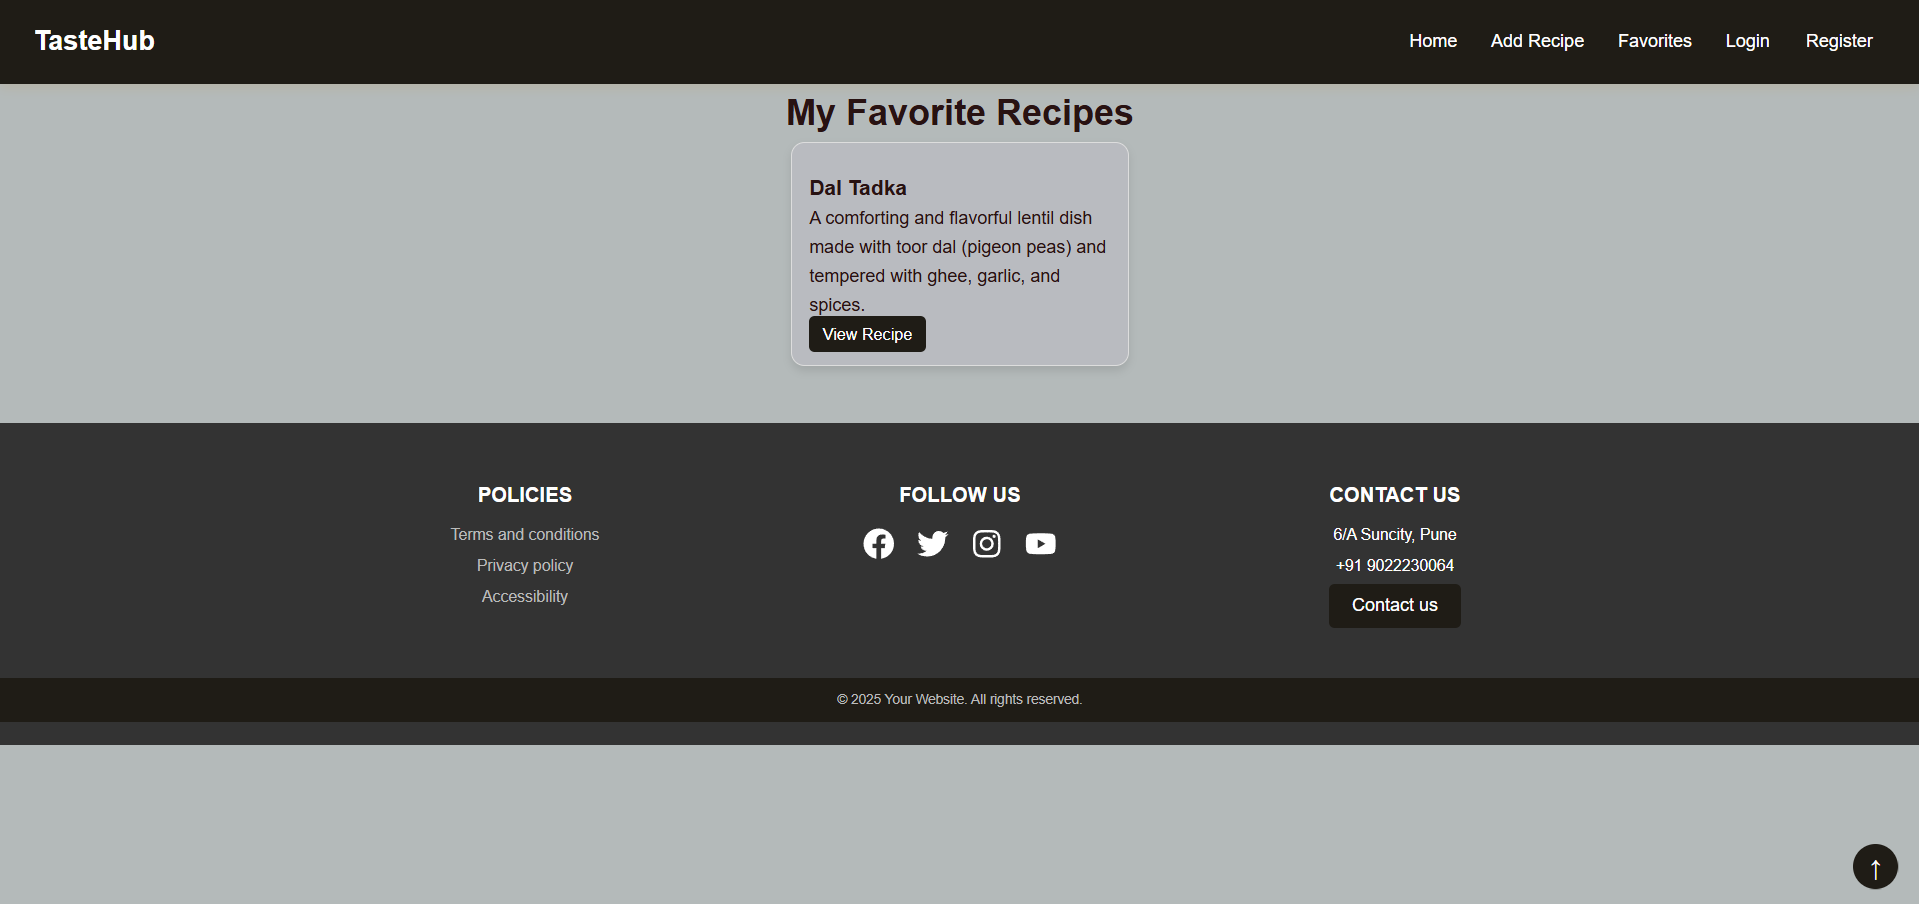 TasteHub
Home
Add Recipe
Favorites
Login
Register
My Favorite Recipes
Dal Tadka
A comforting and flavorful lentil dish
made with toor dal (pigeon peas) and
tempered with ghee, garlic, and
spices.
View Recipe
POLICIES
Terms and conditions
Privacy policy
Accessibility
FOLLOW US
CONTACT US
6/A Suncity, Pune
+91 9022230064
Contact us
© 2025 Your Website. All rights reserved.
↑